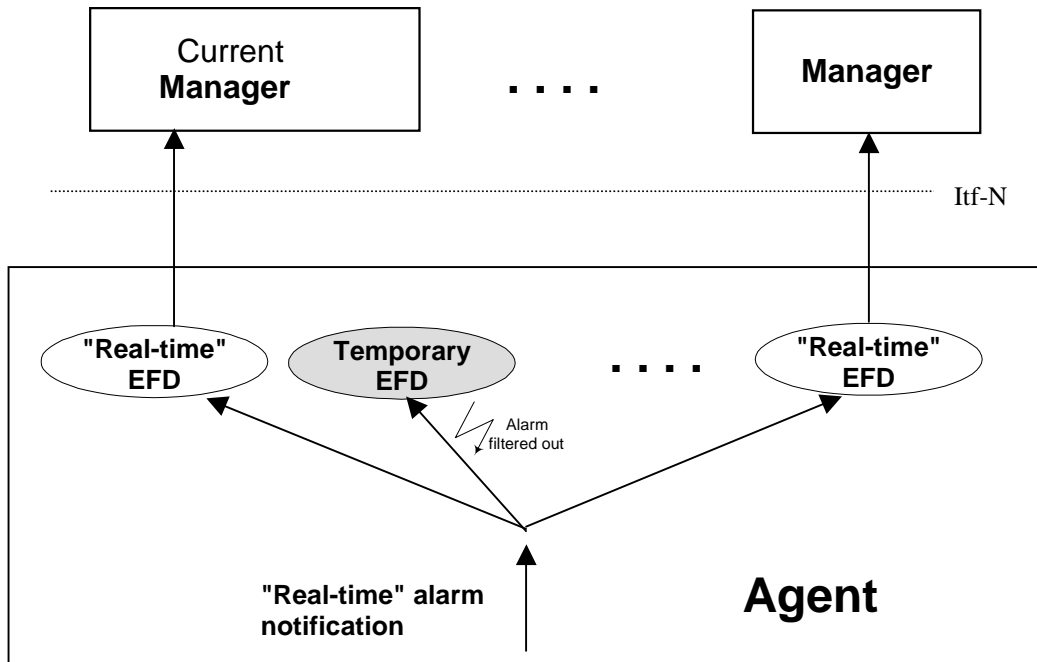 Current
Manager
. . . .
Manager
Itf-N
"Real-time"
EFD
Temporary
EFD
. . . .
"Real-time"
EFD
Alarm
filtered out
"Real-time" alarm
notification
Agent